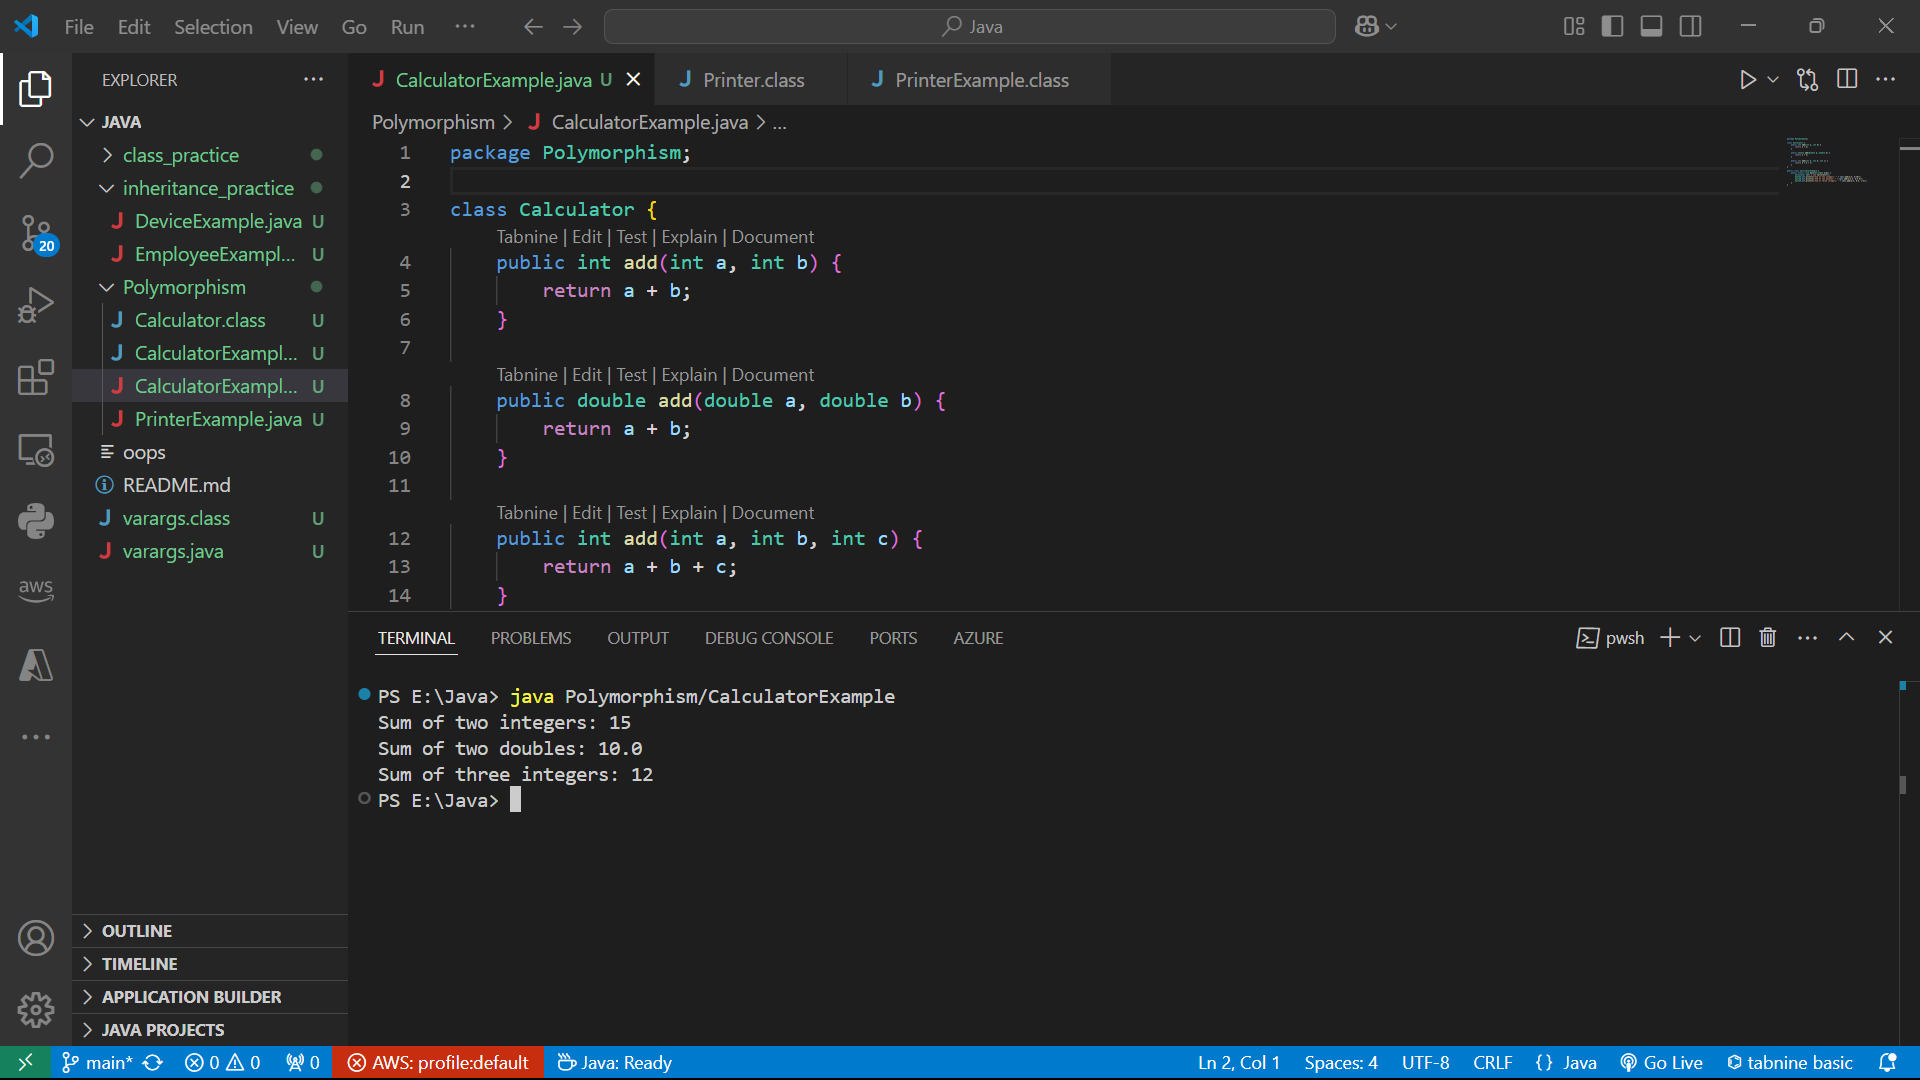 File Edit Selection View Go Run ···
Java
EXPLORER
JAVA
class_practice
inheritance_practice
DeviceExample.java U
EmployeeExampl... U
Polymorphism
Calculator.class U
CalculatorExampl... U
CalculatorExampl... U
PrinterExample.java U
oops
README.md
varargs.class U
varargs.java U
20
aws
OUTLINE
TIMELINE
APPLICATION BUILDER
JAVA PROJECTS
CalculatorExample.java U
Printer.class
PrinterExample.class
Polymorphism > CalculatorExample.java > ...
1 package Polymorphism;
2
3 class Calculator {
Tabnine | Edit | Test | Explain | Document
4 public int add(int a, int b) {
5 return a + b;
6 }
7
Tabnine | Edit | Test | Explain | Document
8 public double add(double a, double b) {
9 return a + b;
10 }
11
Tabnine | Edit | Test | Explain | Document
12 public int add(int a, int b, int c) {
13 return a + b + c;
14 }
TERMINAL PROBLEMS OUTPUT DEBUG CONSOLE PORTS AZURE
pwsh
PS E:\Java> java Polymorphism/CalculatorExample
Sum of two integers: 15
Sum of two doubles: 10.0
Sum of three integers: 12
PS E:\Java>
main* 0 0 0 AWS: profile:default Java: Ready
Ln 2, Col 1 Spaces: 4 UTF-8 CRLF {} Java Go Live tabnine basic